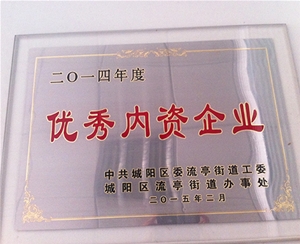 二〇一四年度
优秀内资企业
中共城阳区委流亭街道工委
城阳区流亭街道办事处
二〇一五年二月